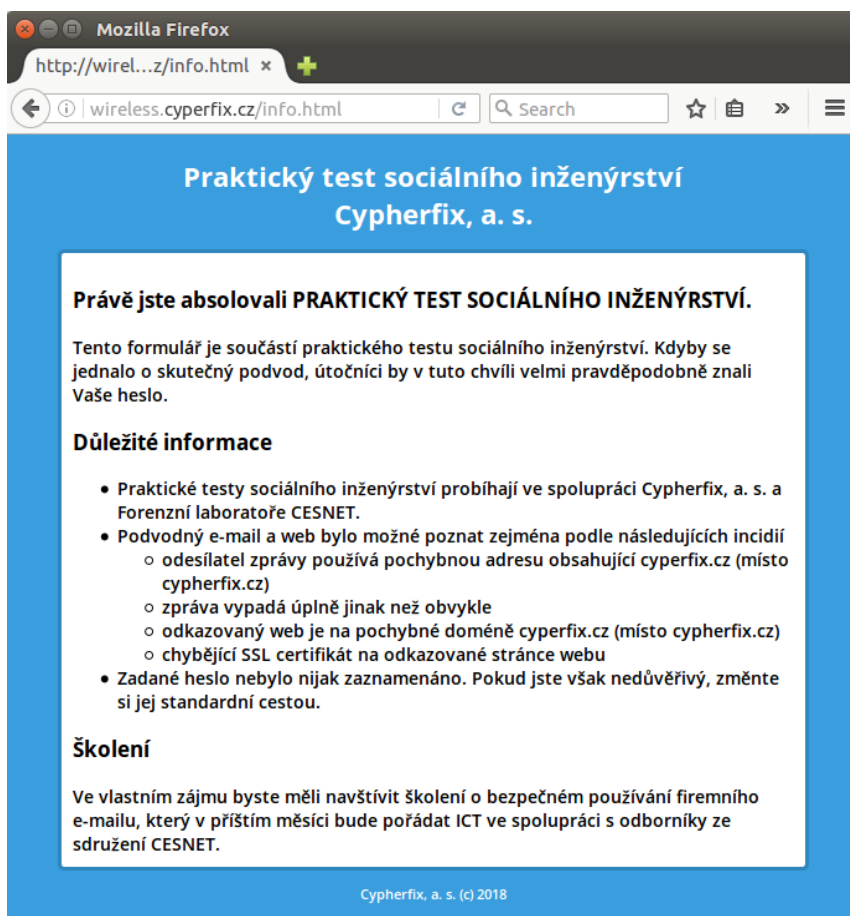 Mozilla Firefox
http://wirel...z/info.html
wireless.cyperfix.cz/info.html
Search
Praktický test sociálního inženýrství
Cypherfix, a. s.
Právě jste absolovali PRAKTICKÝ TEST SOCIÁLNÍHO INŽENÝRSTVÍ.
Tento formulář je součástí praktického testu sociálního inženýrství. Kdyby se
jednalo o skutečný podvod, útočníci by v tuto chvíli velmi pravděpodobně znali
Vaše heslo.
Důležité informace
• Praktické testy sociálního inženýrství probíhají ve spolupráci Cypherfix, a. s. a
Forenzní laboratoře CESNET.
• Podvodný e-mail a web bylo možné poznat zejména podle následujících incidií
○ odesílatel zprávy používá pochybnou adresu obsahující cyperfix.cz (místo
cypherfix.cz)
○ zpráva vypadá úplně jinak než obvykle
○ odkazovaný web je na pochybné doméně cyperfix.cz (místo cypherfix.cz)
○ chybějící SSL certifikát na odkazované stránce webu
• Zadané heslo nebylo nijak zaznamenáno. Pokud jste však nedůvěřivý, změnte
si jej standardní cestou.
Školení
Ve vlastním zájmu byste měli navštívit školení o bezpečném používání firemního
e-mailu, který v příštím měsíci bude pořádat ICT ve spolupráci s odborníky ze
sdružení CESNET.
Cypherfix, a. s. (c) 2018